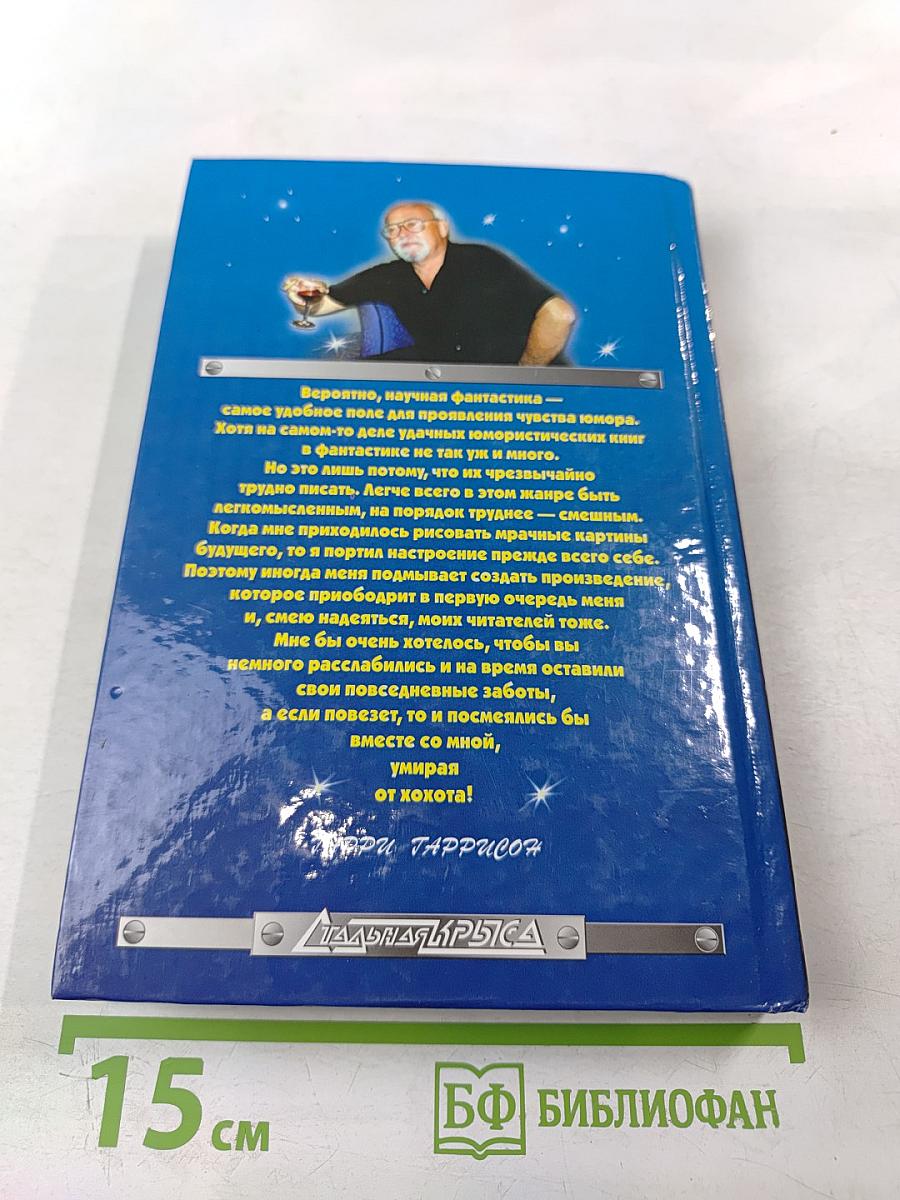 Вероятно, научная фантастика —
самое удобное поле для проявления чувства юмора.
Хотя на самом-то деле удачных юмористических книг
в фантастике не так уж и много.
Но это лишь потому, что их чрезвычайно
трудно писать. Легче всего в этом жанре быть
легкомысленным, на порядок труднее — смешным.
Когда мне приходилось рисовать мрачные картины
будущего, то я портил настроение прежде всего себе.
Поэтому иногда меня подмывает создать произведение,
которое приободрит в первую очередь меня
и, смею надеяться, моих читателей тоже.
Мне бы очень хотелось, чтобы вы
немного расслабились и на время оставили
свои повседневные заботы,
а если повезет, то и посмеялись бы
вместе со мной,
умирая
от хохота!
ГАРРИ ГАРРИСОН
СТАЛЬНАЯ КРЫСА
15 см
БФ БИБЛИОФАН